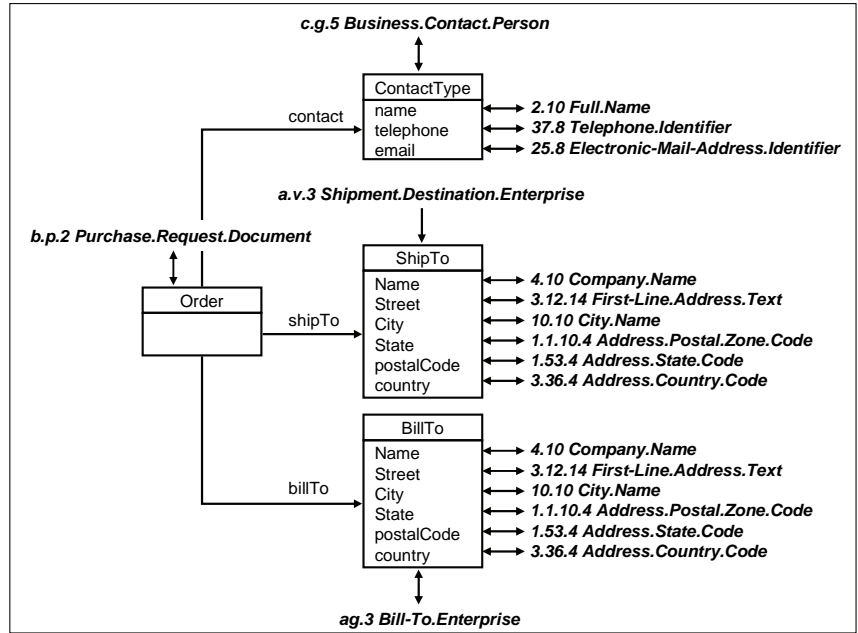 c.g.5 Business.Contact.Person
ContactType
contact
name 2.10 Full.Name
telephone 37.8 Telephone.Identifier
email 25.8 Electronic-Mail-Address.Identifier
a.v.3 Shipment.Destination.Enterprise
b.p.2 Purchase.Request.Document
ShipTo
Order
shipTo
Name 4.10 Company.Name
Street 3.12.14 First-Line.Address.Text
City 10.10 City.Name
State 1.1.10.4 Address.Postal.Zone.Code
postalCode 1.53.4 Address.State.Code
country 3.36.4 Address.Country.Code
BillTo
billTo
Name 4.10 Company.Name
Street 3.12.14 First-Line.Address.Text
City 10.10 City.Name
State 1.1.10.4 Address.Postal.Zone.Code
postalCode 1.53.4 Address.State.Code
country 3.36.4 Address.Country.Code
ag.3 Bill-To.Enterprise